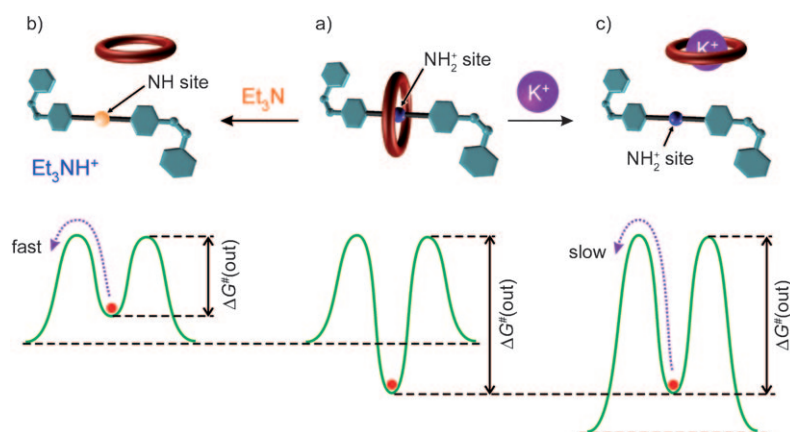 b)
NH site
Et₃NH⁺
Et₃N
a)
NH₂⁺ site
K⁺
c)
K⁺
NH₂⁺ site
fast
ΔG#(out)
ΔG#(out)
slow
ΔG#(out)